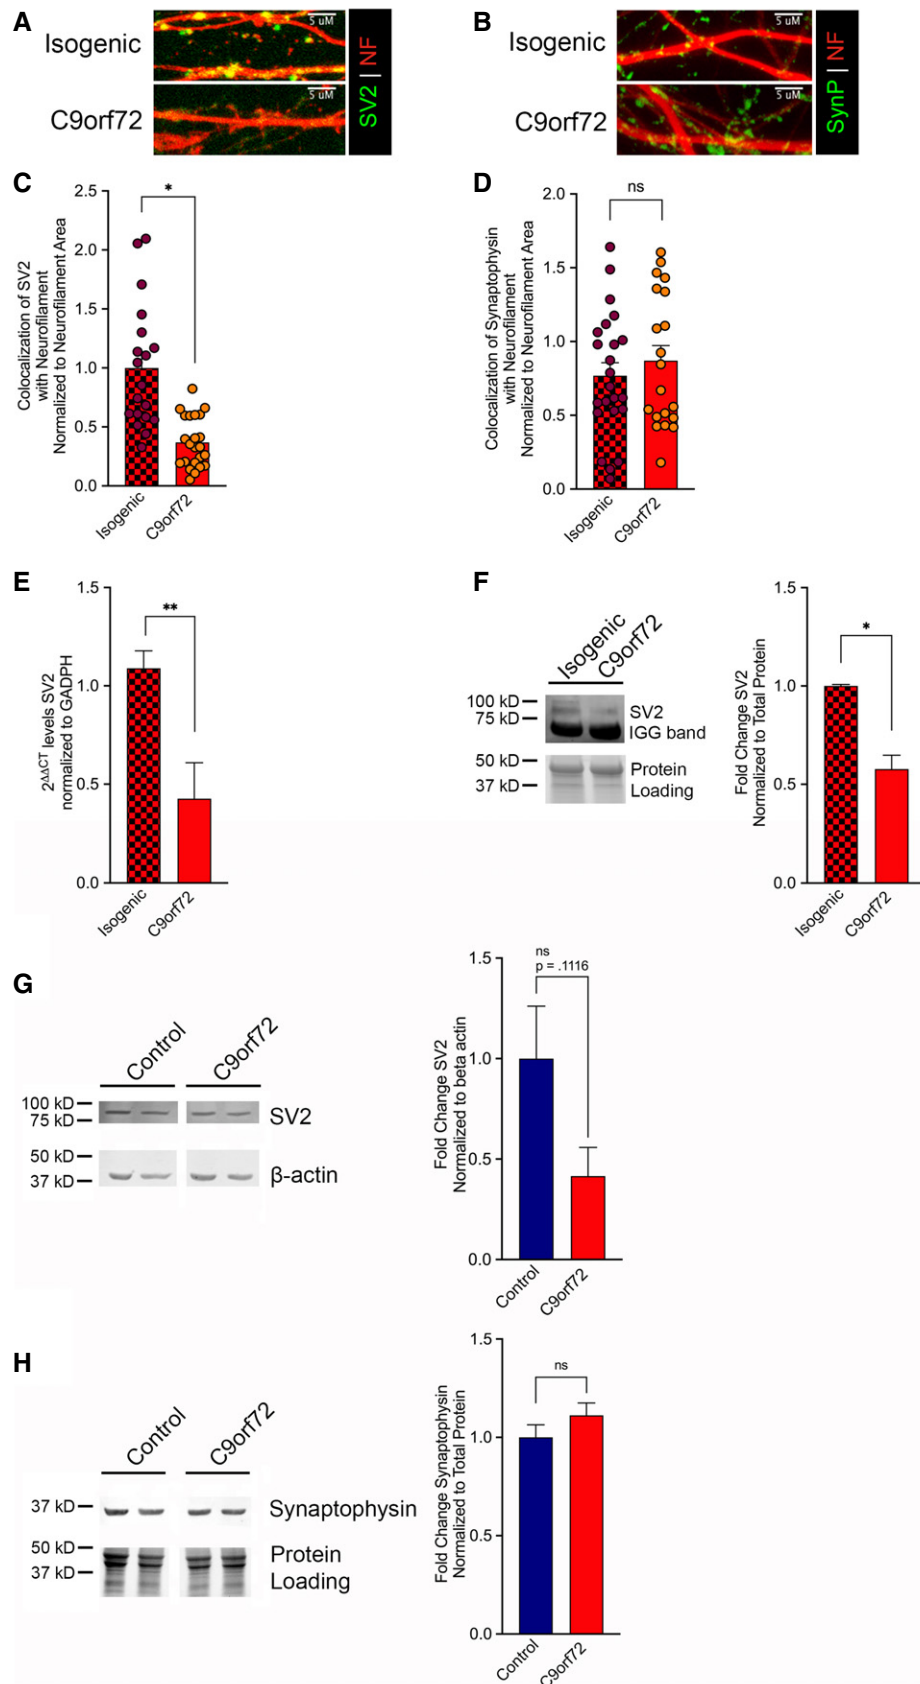 A
Isogenic
5 uM
C9orf72
5 uM
SV2 | NF
B
Isogenic
5 uM
C9orf72
5 uM
SynP | NF
C
Colocalization of SV2
with Neurofilament
Normalized to Neurofilament Area
2.5
2.0
1.5
1.0
0.5
0.0
*
Isogenic
C9orf72
D
Colocalization of Synaptophysin
with Neurofilament
Normalized to Neurofilament Area
2.0
1.5
1.0
0.5
0.0
ns
Isogenic
C9orf72
E
2ΔΔCT levels SV2
normalized to GADPH
1.5
1.0
0.5
0.0
**
Isogenic
C9orf72
F
Isogenic
C9orf72
100 kD
75 kD
SV2
IGG band
50 kD
37 kD
Protein
Loading
Fold Change SV2
Normalized to Total Protein
1.5
1.0
0.5
0.0
*
Isogenic
C9orf72
G
Control
C9orf72
100 kD
75 kD
SV2
50 kD
37 kD
β-actin
Fold Change SV2
Normalized to beta actin
1.5
1.0
0.5
0.0
ns
p = .1116
Control
C9orf72
H
Control
C9orf72
37 kD
Synaptophysin
50 kD
37 kD
Protein
Loading
Fold Change Synaptophysin
Normalized to Total Protein
1.5
1.0
0.5
0.0
ns
Control
C9orf72